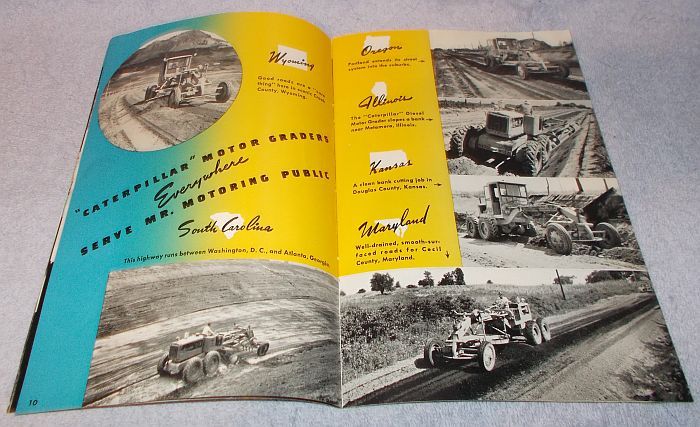 Wyoming
Good roads are a "sure
thing" here in scenic Crook
County, Wyoming.
"CATERPILLAR" MOTOR GRADERS
Everywhere
SERVE MR. MOTORING PUBLIC
South Carolina
This highway runs between Washington, D. C., and Atlanta, Georgia.
10
Oregon
Portland extends its street
system into the suburbs.
Illinois
The "Caterpillar" Diesel
Motor Grader slopes a bank
near Metamora, Illinois.
Kansas
A clean bank cutting job in
Douglas County, Kansas.
Maryland
Well-drained, smooth-sur-
faced roads for Cecil
County, Maryland.